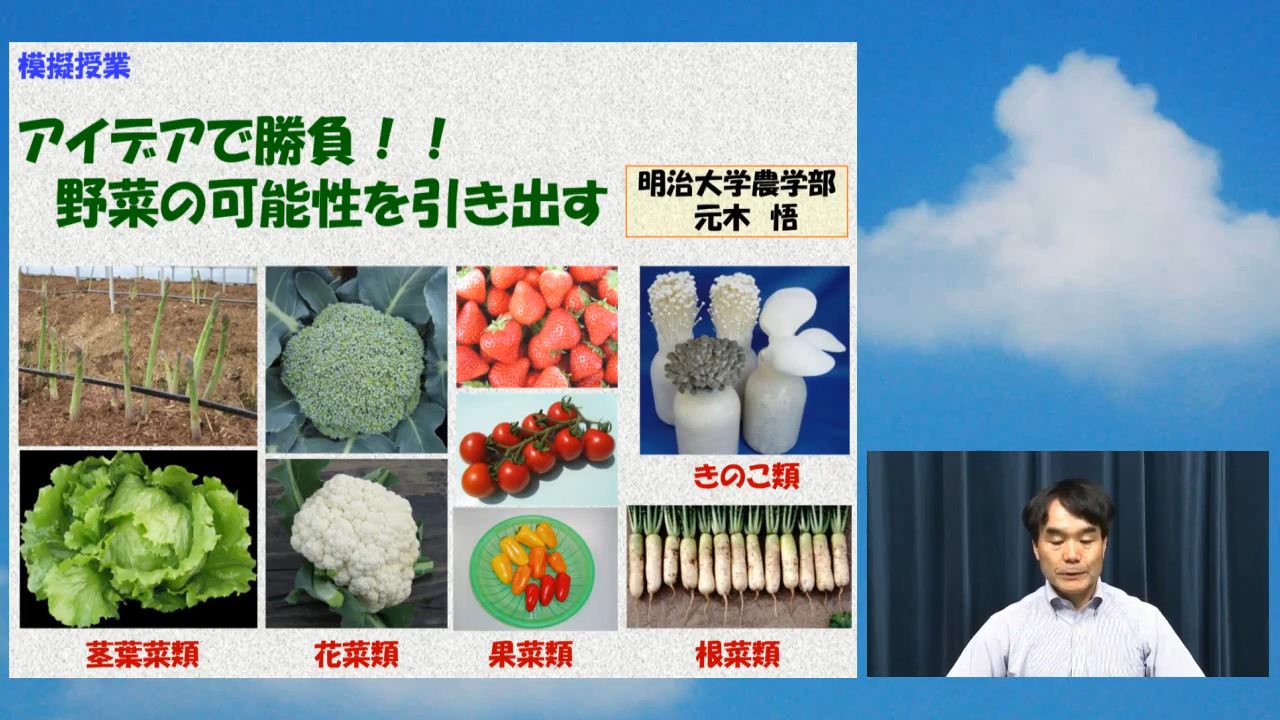 模擬授業
アイデアで勝負！！
野菜の可能性を引き出す
明治大学農学部
元木　悟
きのこ類
茎葉菜類
花菜類
果菜類
根菜類